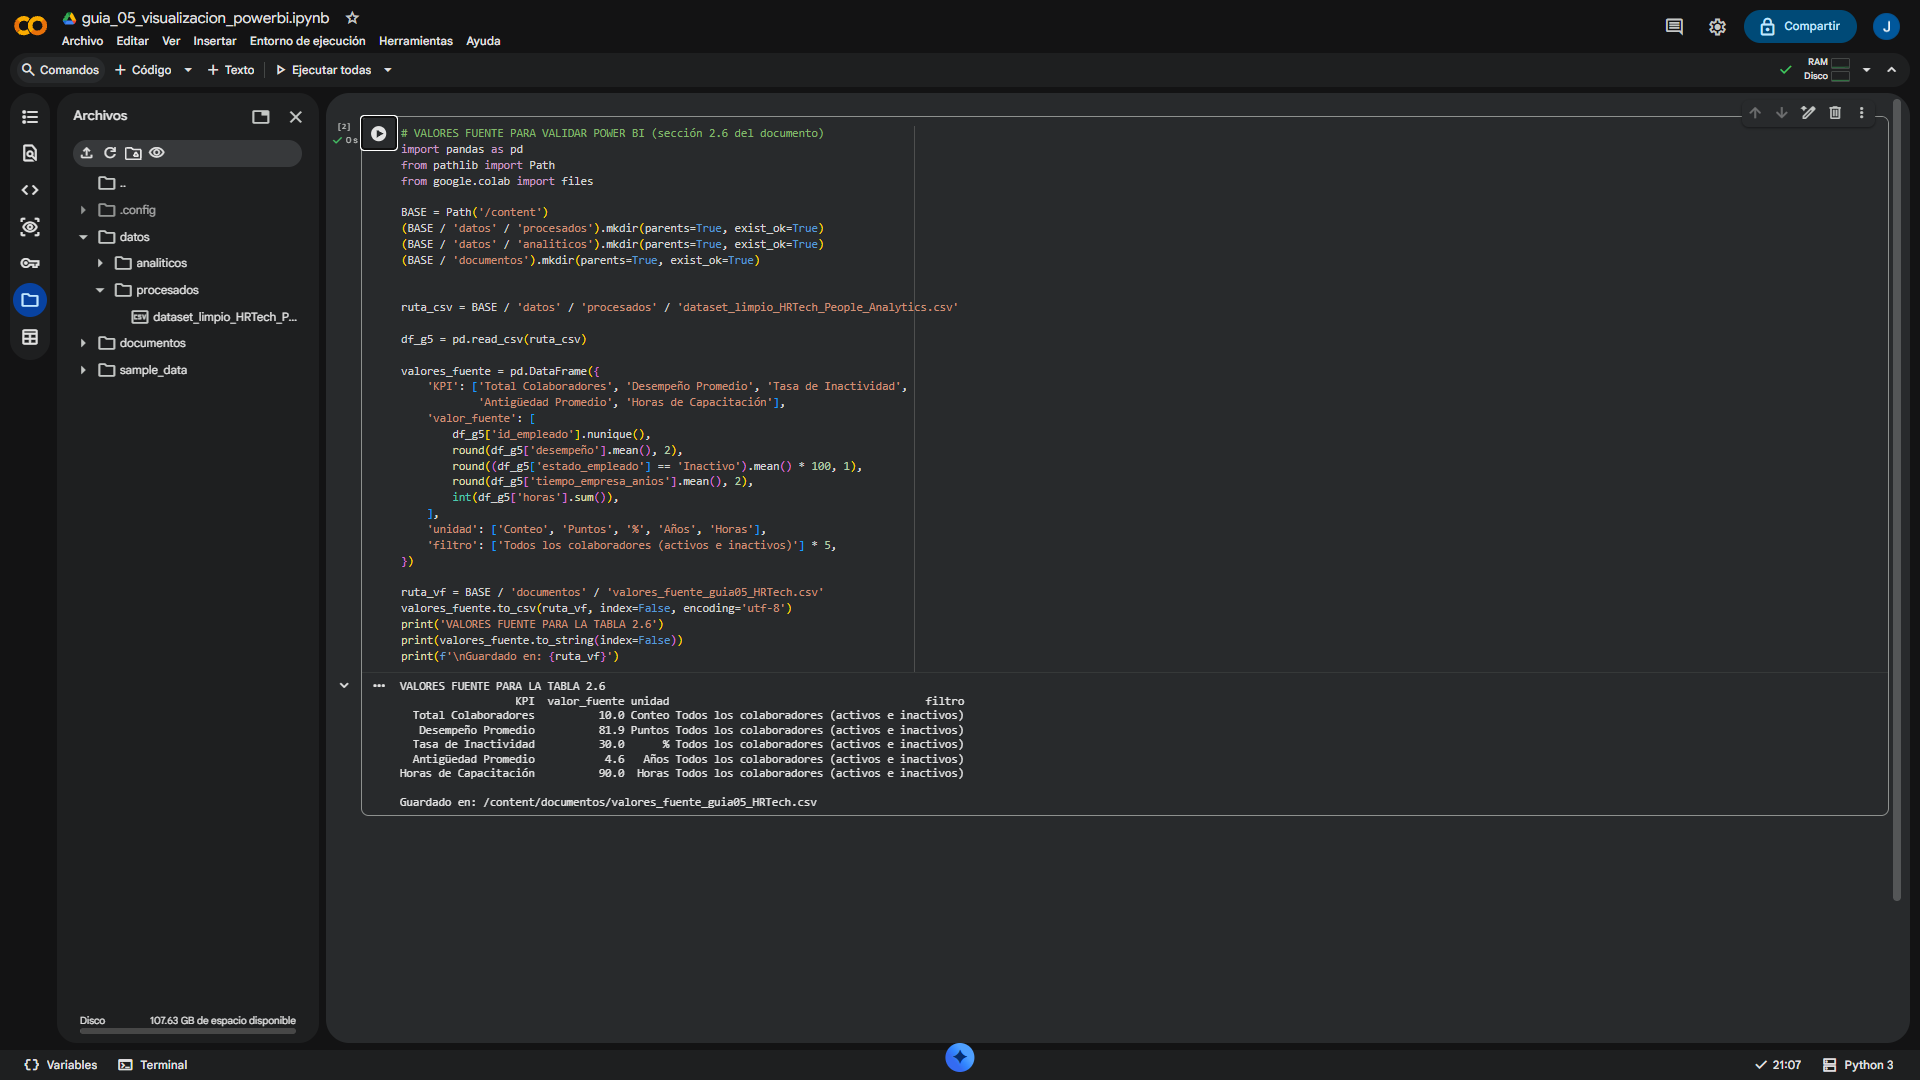 guia_05_visualizacion_powerbi.ipynb
Archivo Editar Ver Insertar Entorno de ejecución Herramientas Ayuda
Compartir
J
Comandos + Código + Texto Ejecutar todas
RAM
Disco
Archivos
..
.config
datos
analiticos
procesados
dataset_limpio_HRTech_P...
documentos
sample_data
Disco 107.63 GB de espacio disponible
[2]
0 s
# VALORES FUENTE PARA VALIDAR POWER BI (sección 2.6 del documento)
import pandas as pd
from pathlib import Path
from google.colab import files
BASE = Path('/content')
(BASE / 'datos' / 'procesados').mkdir(parents=True, exist_ok=True)
(BASE / 'datos' / 'analiticos').mkdir(parents=True, exist_ok=True)
(BASE / 'documentos').mkdir(parents=True, exist_ok=True)
ruta_csv = BASE / 'datos' / 'procesados' / 'dataset_limpio_HRTech_People_Analytics.csv'
df_g5 = pd.read_csv(ruta_csv)
valores_fuente = pd.DataFrame({
'KPI': ['Total Colaboradores', 'Desempeño Promedio', 'Tasa de Inactividad',
'Antigüedad Promedio', 'Horas de Capacitación'],
'valor_fuente': [
df_g5['id_empleado'].nunique(),
round(df_g5['desempeño'].mean(), 2),
round((df_g5['estado_empleado'] == 'Inactivo').mean() * 100, 1),
round(df_g5['tiempo_empresa_anios'].mean(), 2),
int(df_g5['horas'].sum()),
],
'unidad': ['Conteo', 'Puntos', '%', 'Años', 'Horas'],
'filtro': ['Todos los colaboradores (activos e inactivos)'] * 5,
})
ruta_vf = BASE / 'documentos' / 'valores_fuente_guia05_HRTech.csv'
valores_fuente.to_csv(ruta_vf, index=False, encoding='utf-8')
print('VALORES FUENTE PARA LA TABLA 2.6')
print(valores_fuente.to_string(index=False))
print(f'\nGuardado en: {ruta_vf}')
VALORES FUENTE PARA LA TABLA 2.6
KPI valor_fuente unidad filtro
Total Colaboradores 10.0 Conteo Todos los colaboradores (activos e inactivos)
Desempeño Promedio 81.9 Puntos Todos los colaboradores (activos e inactivos)
Tasa de Inactividad 30.0 % Todos los colaboradores (activos e inactivos)
Antigüedad Promedio 4.6 Años Todos los colaboradores (activos e inactivos)
Horas de Capacitación 90.0 Horas Todos los colaboradores (activos e inactivos)
Guardado en: /content/documentos/valores_fuente_guia05_HRTech.csv
Variables Terminal
21:07 Python 3